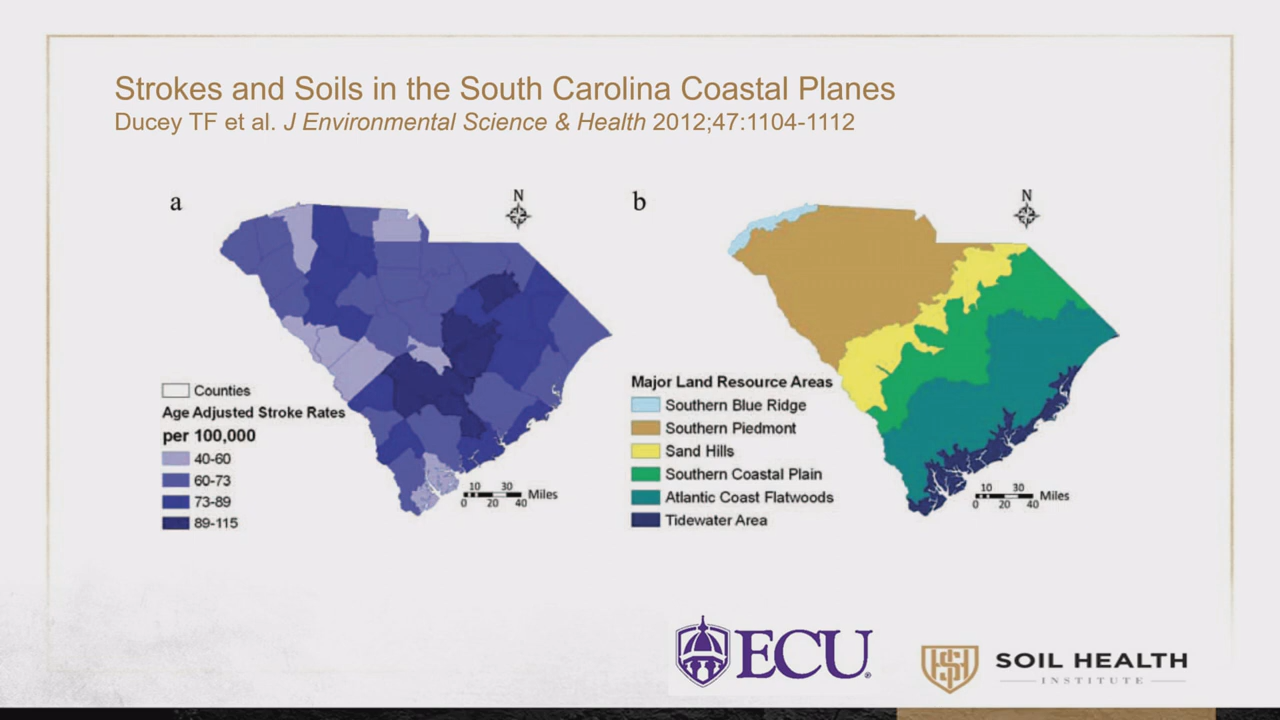 Strokes and Soils in the South Carolina Coastal Planes
Ducey TF et al. J Environmental Science & Health 2012;47:1104-1112
a
N
Counties
Age Adjusted Stroke Rates
per 100,000
40-60
60-73
73-89
89-115
10 30
0 20 40
Miles
b
N
Major Land Resource Areas
Southern Blue Ridge
Southern Piedmont
Sand Hills
Southern Coastal Plain
Atlantic Coast Flatwoods
Tidewater Area
10 30
0 20 40
Miles
ECU
SH
SOIL HEALTH
INSTITUTE